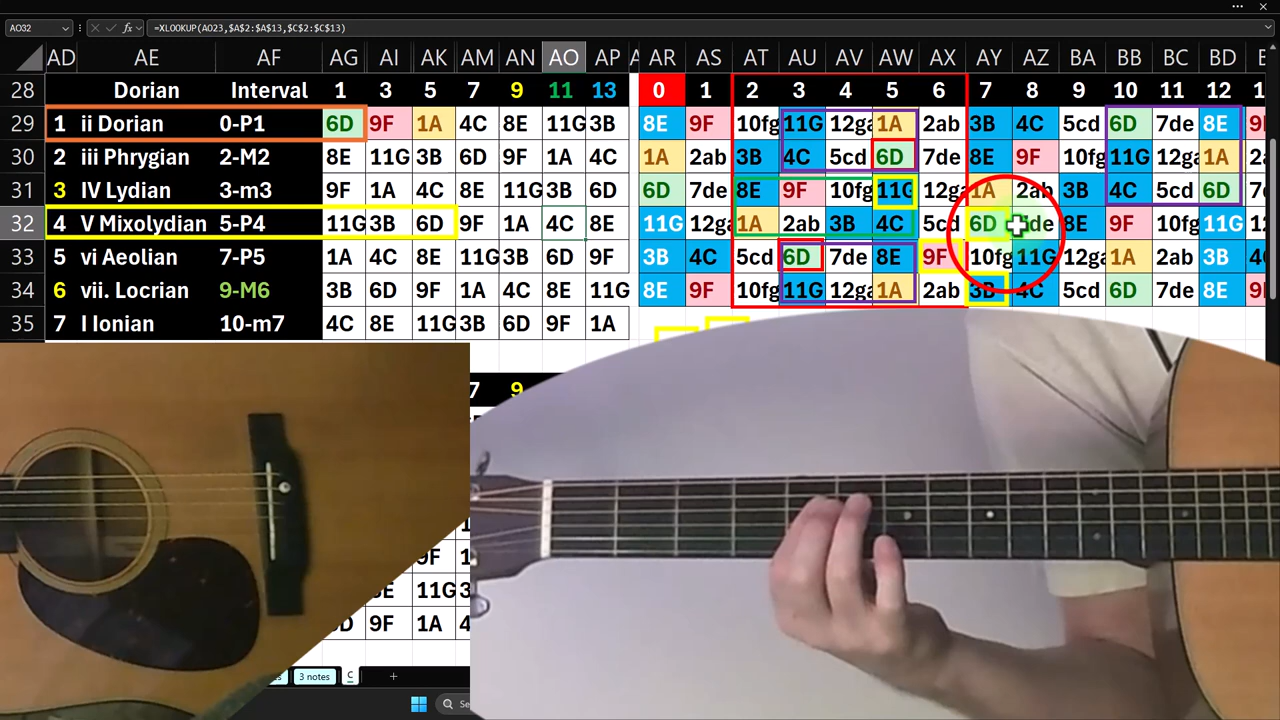 AO32 fx =XLOOKUP(AO23,$A$2:$A$13,$C$2:$C$13)
AD AE AF AG AI AK AM AN AO AP AR AS AT AU AV AW AX AY AZ BA BB BC BD
28 Dorian Interval 1 3 5 7 9 11 13 0 1 2 3 4 5 6 7 8 9 10 11 12
29 1 ii Dorian 0-P1 6D 9F 1A 4C 8E 11G 3B 8E 9F 10fg 11G 12ga 1A 2ab 3B 4C 5cd 6D 7de 8E
30 2 iii Phrygian 2-M2 8E 11G 3B 6D 9F 1A 4C 1A 2ab 3B 4C 5cd 6D 7de 8E 9F 10fg 11G 12ga 1A
31 3 IV Lydian 3-m3 9F 1A 4C 8E 11G 3B 6D 6D 7de 8E 9F 10fg 11G 12ga 1A 2ab 3B 4C 5cd 6D
32 4 V Mixolydian 5-P4 11G 3B 6D 9F 1A 4C 8E 11G 12ga 1A 2ab 3B 4C 5cd 6D 7de 8E 9F 10fg 11G
33 5 vi Aeolian 7-P5 1A 4C 8E 11G 3B 6D 9F 3B 4C 5cd 6D 7de 8E 9F 10fg 11G 12ga 1A 2ab 3B
34 6 vii. Locrian 9-M6 3B 6D 9F 1A 4C 8E 11G 8E 9F 10fg 11G 12ga 1A 2ab 3B 4C 5cd 6D 7de 8E
35 7 I Ionian 10-m7 4C 8E 11G 3B 6D 9F 1A
7 9
9F
11G
9F 1A
3 notes C +